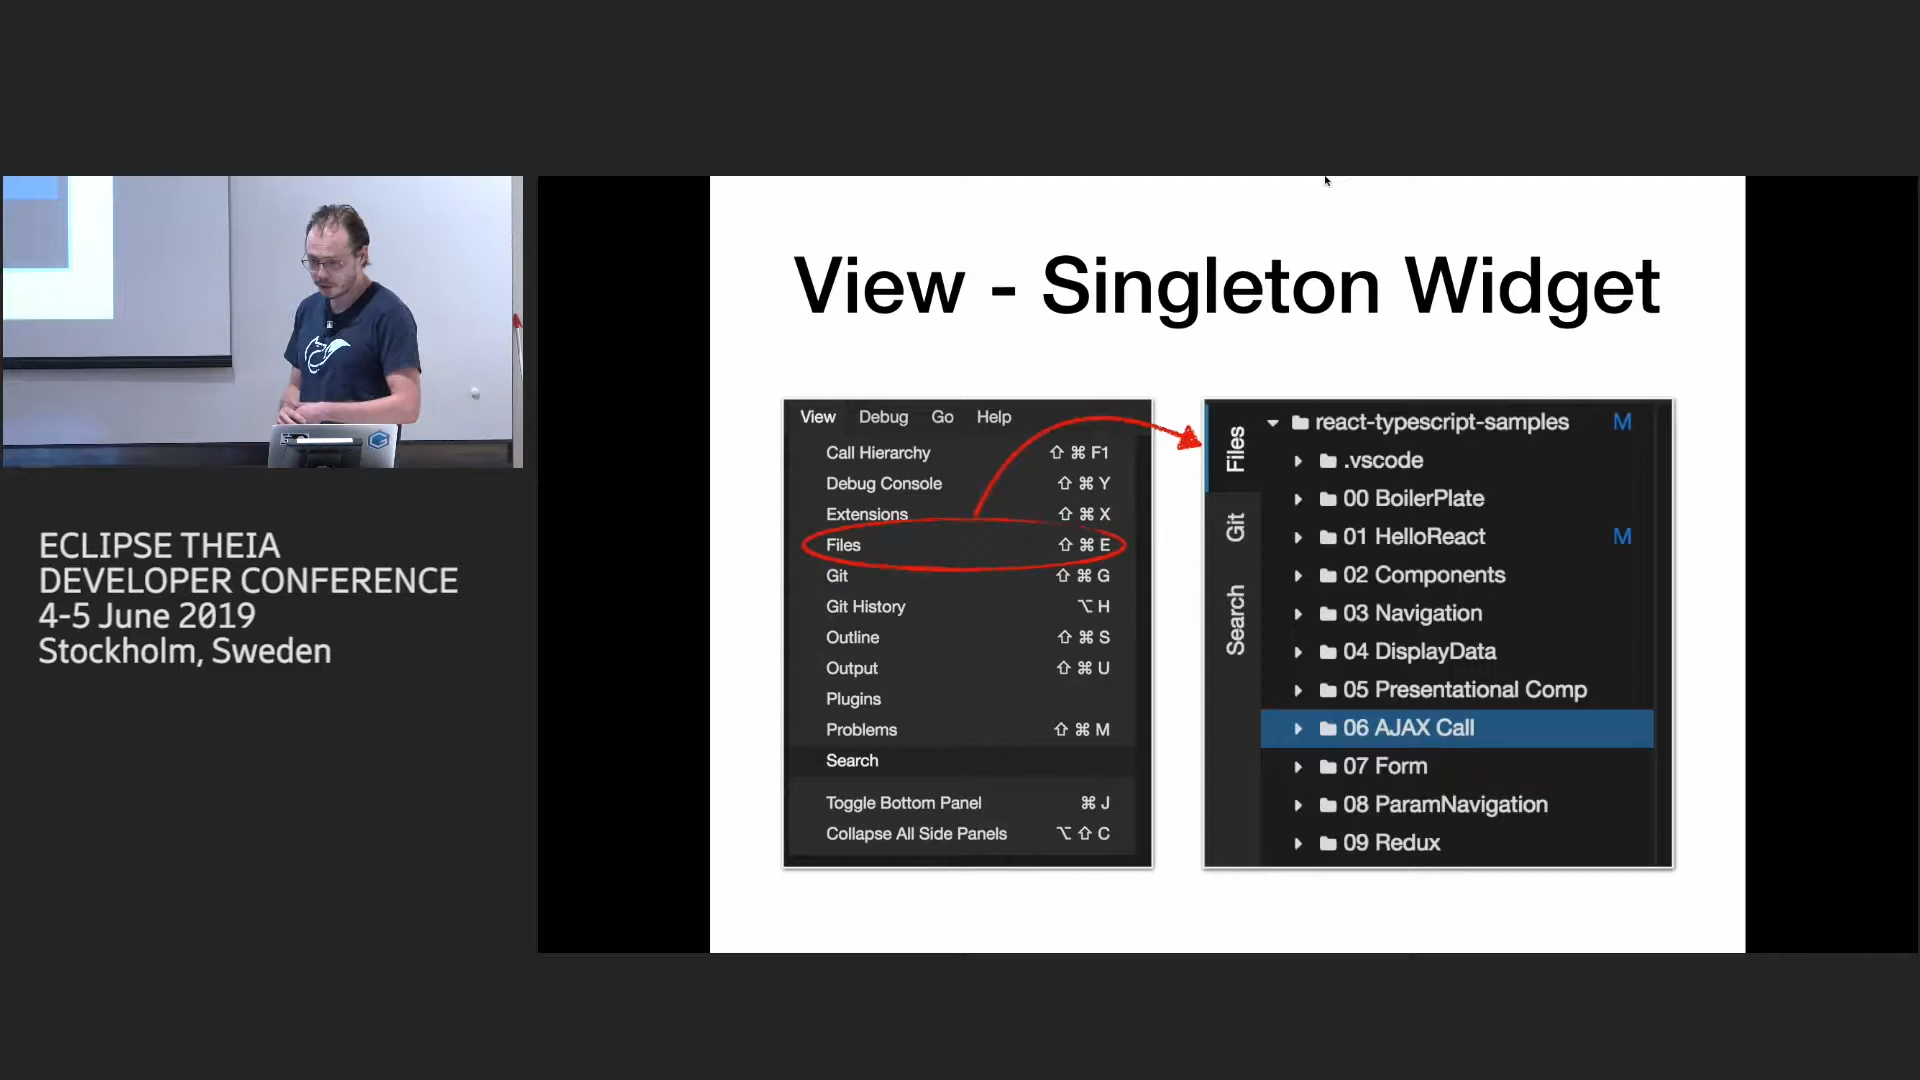 ECLIPSE THEIA
DEVELOPER CONFERENCE
4-5 June 2019
Stockholm, Sweden
View - Singleton Widget
View Debug Go Help
Call Hierarchy ⇧ ⌘ F1
Debug Console ⇧ ⌘ Y
Extensions ⇧ ⌘ X
Files ⇧ ⌘ E
Git ⇧ ⌘ G
Git History ⌥ H
Outline ⇧ ⌘ S
Output ⇧ ⌘ U
Plugins
Problems ⇧ ⌘ M
Search
Toggle Bottom Panel ⌘ J
Collapse All Side Panels ⌥ ⇧ C
Files
Git
Search
react-typescript-samples M
.vscode
00 BoilerPlate
01 HelloReact M
02 Components
03 Navigation
04 DisplayData
05 Presentational Comp
06 AJAX Call
07 Form
08 ParamNavigation
09 Redux